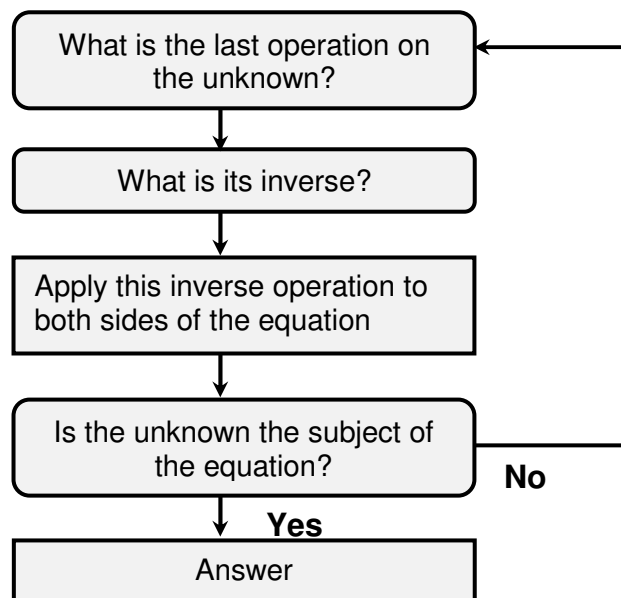 What is the last operation on
the unknown?
What is its inverse?
Apply this inverse operation to
both sides of the equation
Is the unknown the subject of
the equation?
No
Yes
Answer